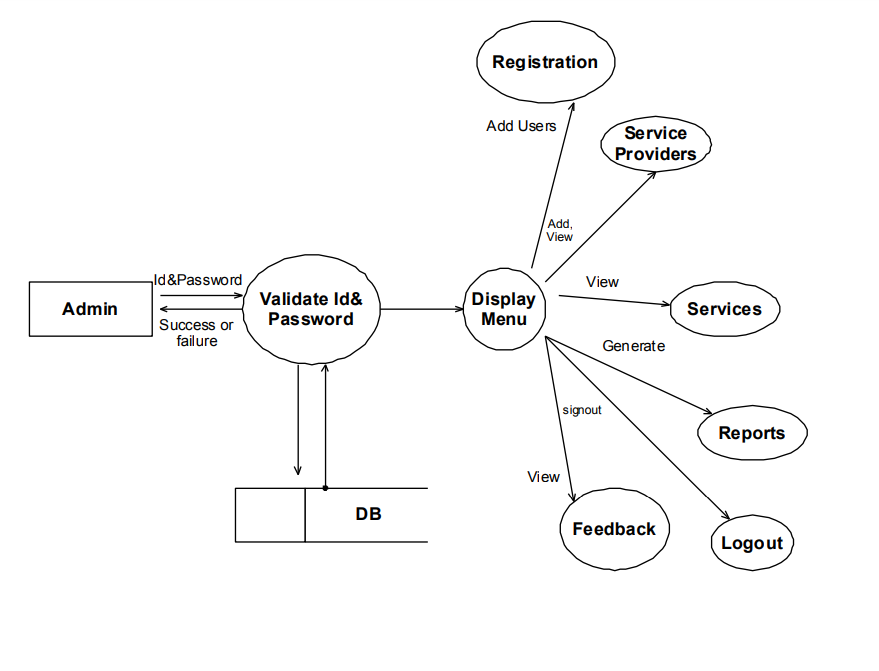 Registration
Add Users
Service
Providers
Add,
View
Id&Password
Admin
Success or
failure
Validate Id&
Password
Display
Menu
View
Services
Generate
signout
Reports
View
DB
Feedback
Logout